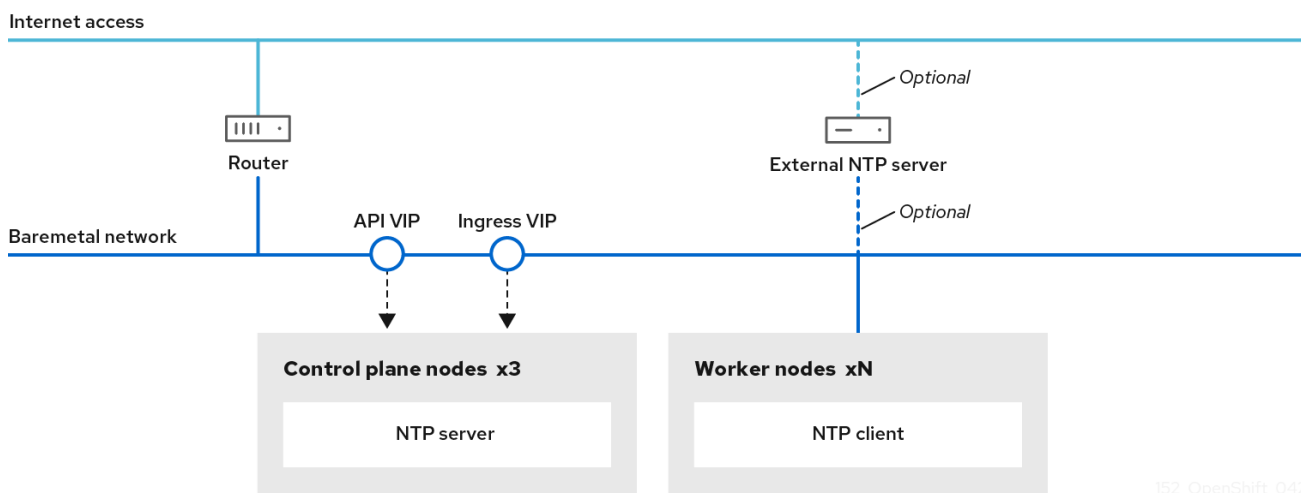 Internet access
Optional
Router
External NTP server
Optional
API VIP
Ingress VIP
Baremetal network
Control plane nodes x3
Worker nodes xN
NTP server
NTP client